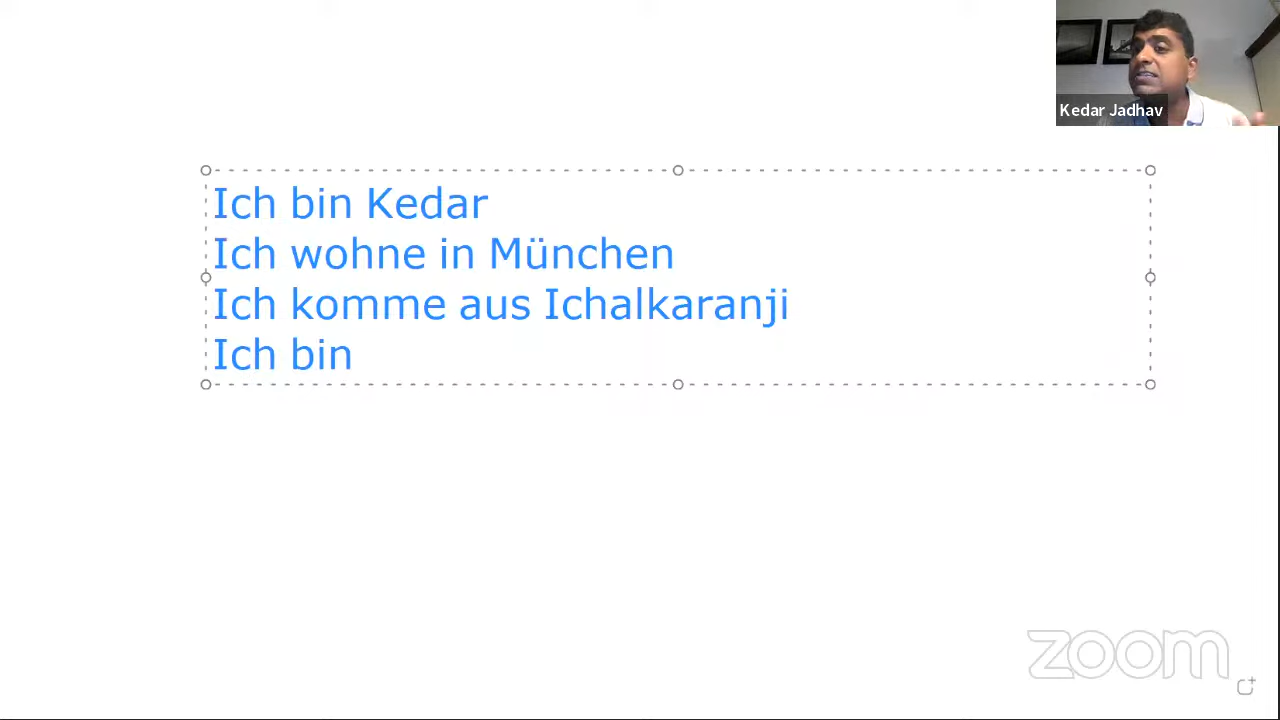 Kedar Jadhav
Ich bin Kedar
Ich wohne in München
Ich komme aus Ichalkaranji
Ich bin
zoom